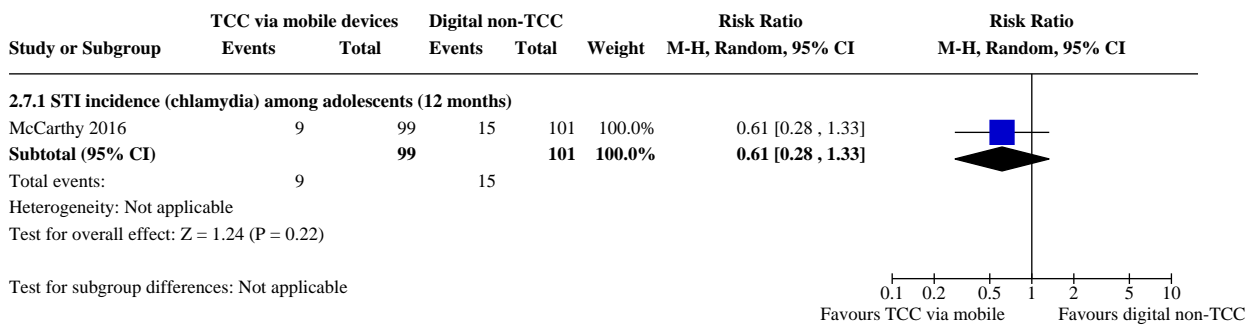 TCC via mobile devices Digital non-TCC Risk Ratio Risk Ratio
Study or Subgroup Events Total Events Total Weight M-H, Random, 95% CI M-H, Random, 95% CI
2.7.1 STI incidence (chlamydia) among adolescents (12 months)
McCarthy 2016 9 99 15 101 100.0% 0.61 [0.28 , 1.33]
Subtotal (95% CI) 99 101 100.0% 0.61 [0.28 , 1.33]
Total events: 9 15
Heterogeneity: Not applicable
Test for overall effect: Z = 1.24 (P = 0.22)
Test for subgroup differences: Not applicable
0.1 0.2 0.5 1 2 5 10
Favours TCC via mobile Favours digital non-TCC